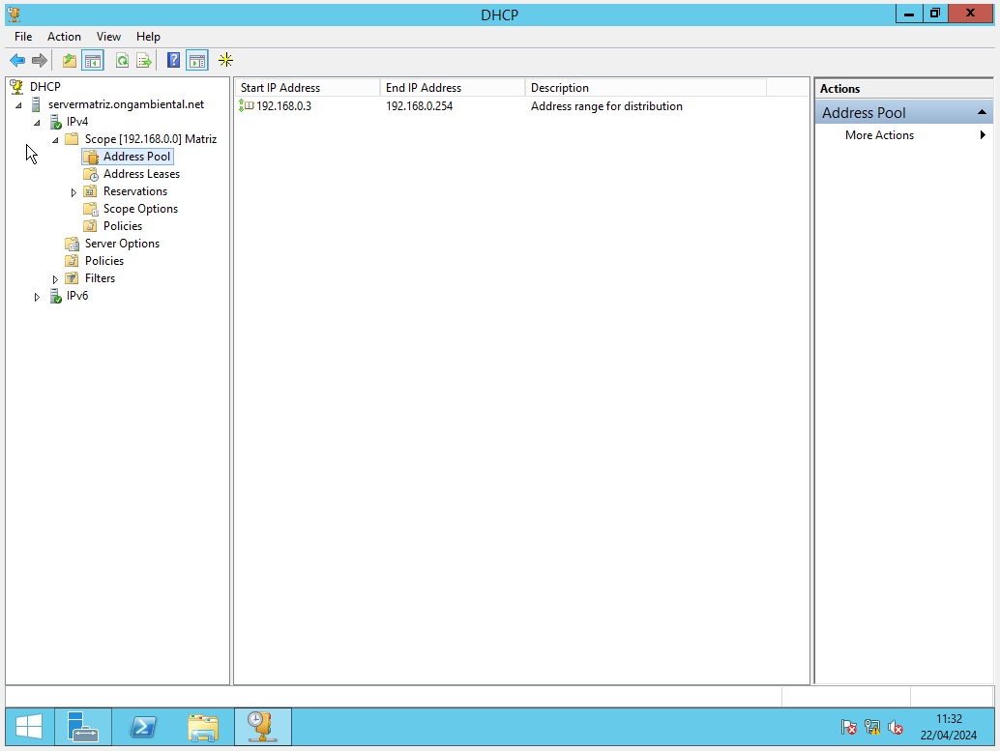 DHCP
File Action View Help
DHCP
servermatriz.ongambiental.net
IPv4
Scope [192.168.0.0] Matriz
Address Pool
Address Leases
Reservations
Scope Options
Policies
Server Options
Policies
Filters
IPv6
Start IP Address End IP Address Description
192.168.0.3 192.168.0.254 Address range for distribution
Actions
Address Pool
More Actions
11:32
22/04/2024